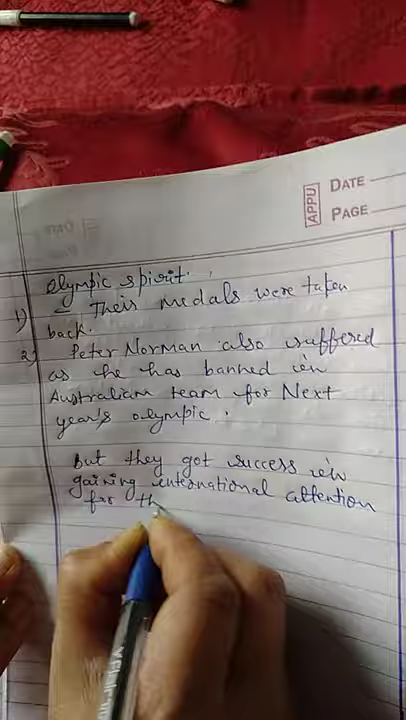 APPU
DATE
PAGE
Olympic spirit.
1) - Their medals were taken
back.
2) Peter Norman also suffered
as he has banned in
Australian team for Next
years olympic.
But they got success in
gaining international attention
for th